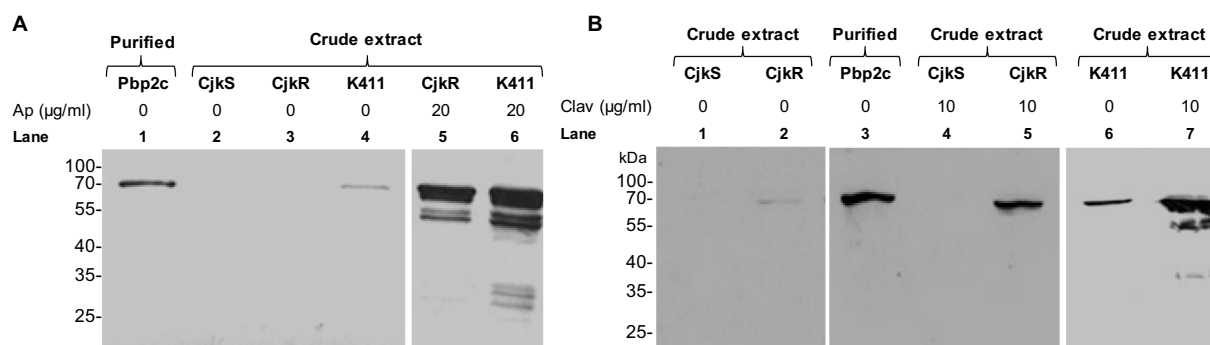 A
Purified Crude extract
Pbp2c CjkS CjkR K411 CjkR K411
Ap (µg/ml) 0 0 0 0 20 20
Lane 1 2 3 4 5 6
100-
70-
55-
40-
35-
25-
B
Crude extract Purified Crude extract Crude extract
CjkS CjkR Pbp2c CjkS CjkR K411 K411
Clav (µg/ml) 0 0 0 10 10 0 10
Lane 1 2 3 4 5 6 7
kDa
100-
70-
55-
40-
35-
25-